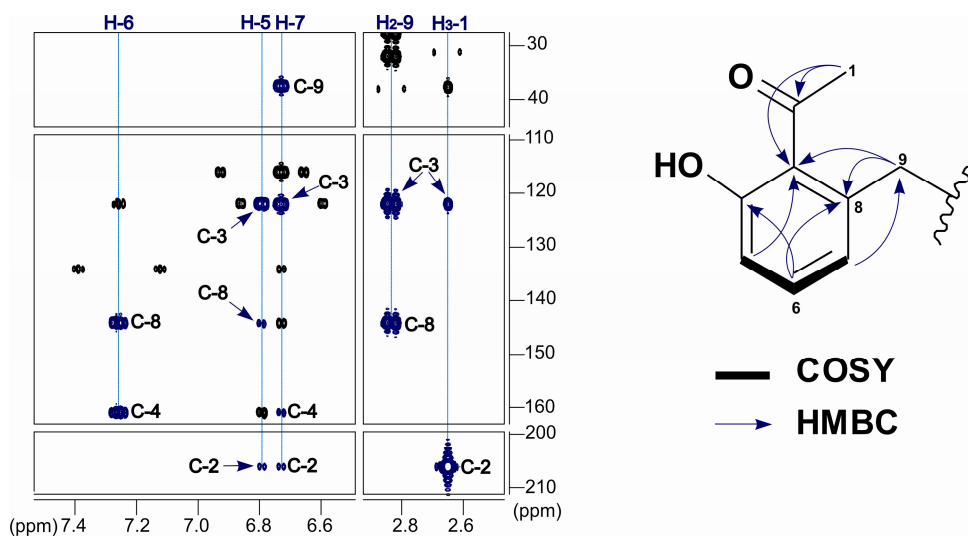 H-6 H-5 H-7 H2-9 H3-1
30
C-9
40
110
C-3 C-3
120
C-3
130
C-8
140
C-8 C-8
150
C-4 C-4
160
200
C-2 C-2 C-2
210
(ppm) 7.4 7.2 7.0 6.8 6.6 2.8 2.6 (ppm)
O 1
HO 9
8
6
COSY
HMBC